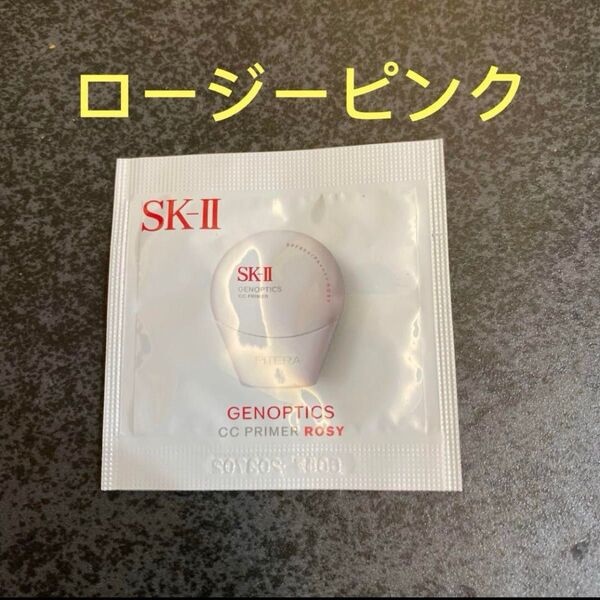 ロージーピンク
SK-II
SK-II
GENOPTICS
CC PRIMER
PITERA
GENOPTICS
CC PRIMER ROSY